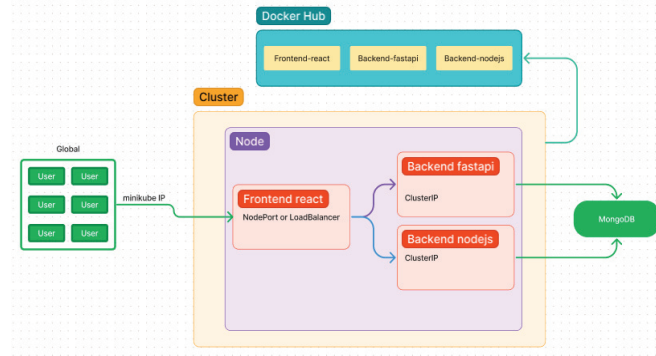 Docker Hub
Frontend-react
Backend-fastapi
Backend-nodejs
Cluster
Node
Global
User User
User User
User User
minikube IP
Frontend react
NodePort or LoadBalancer
Backend fastapi
ClusterIP
Backend nodejs
ClusterIP
MongoDB